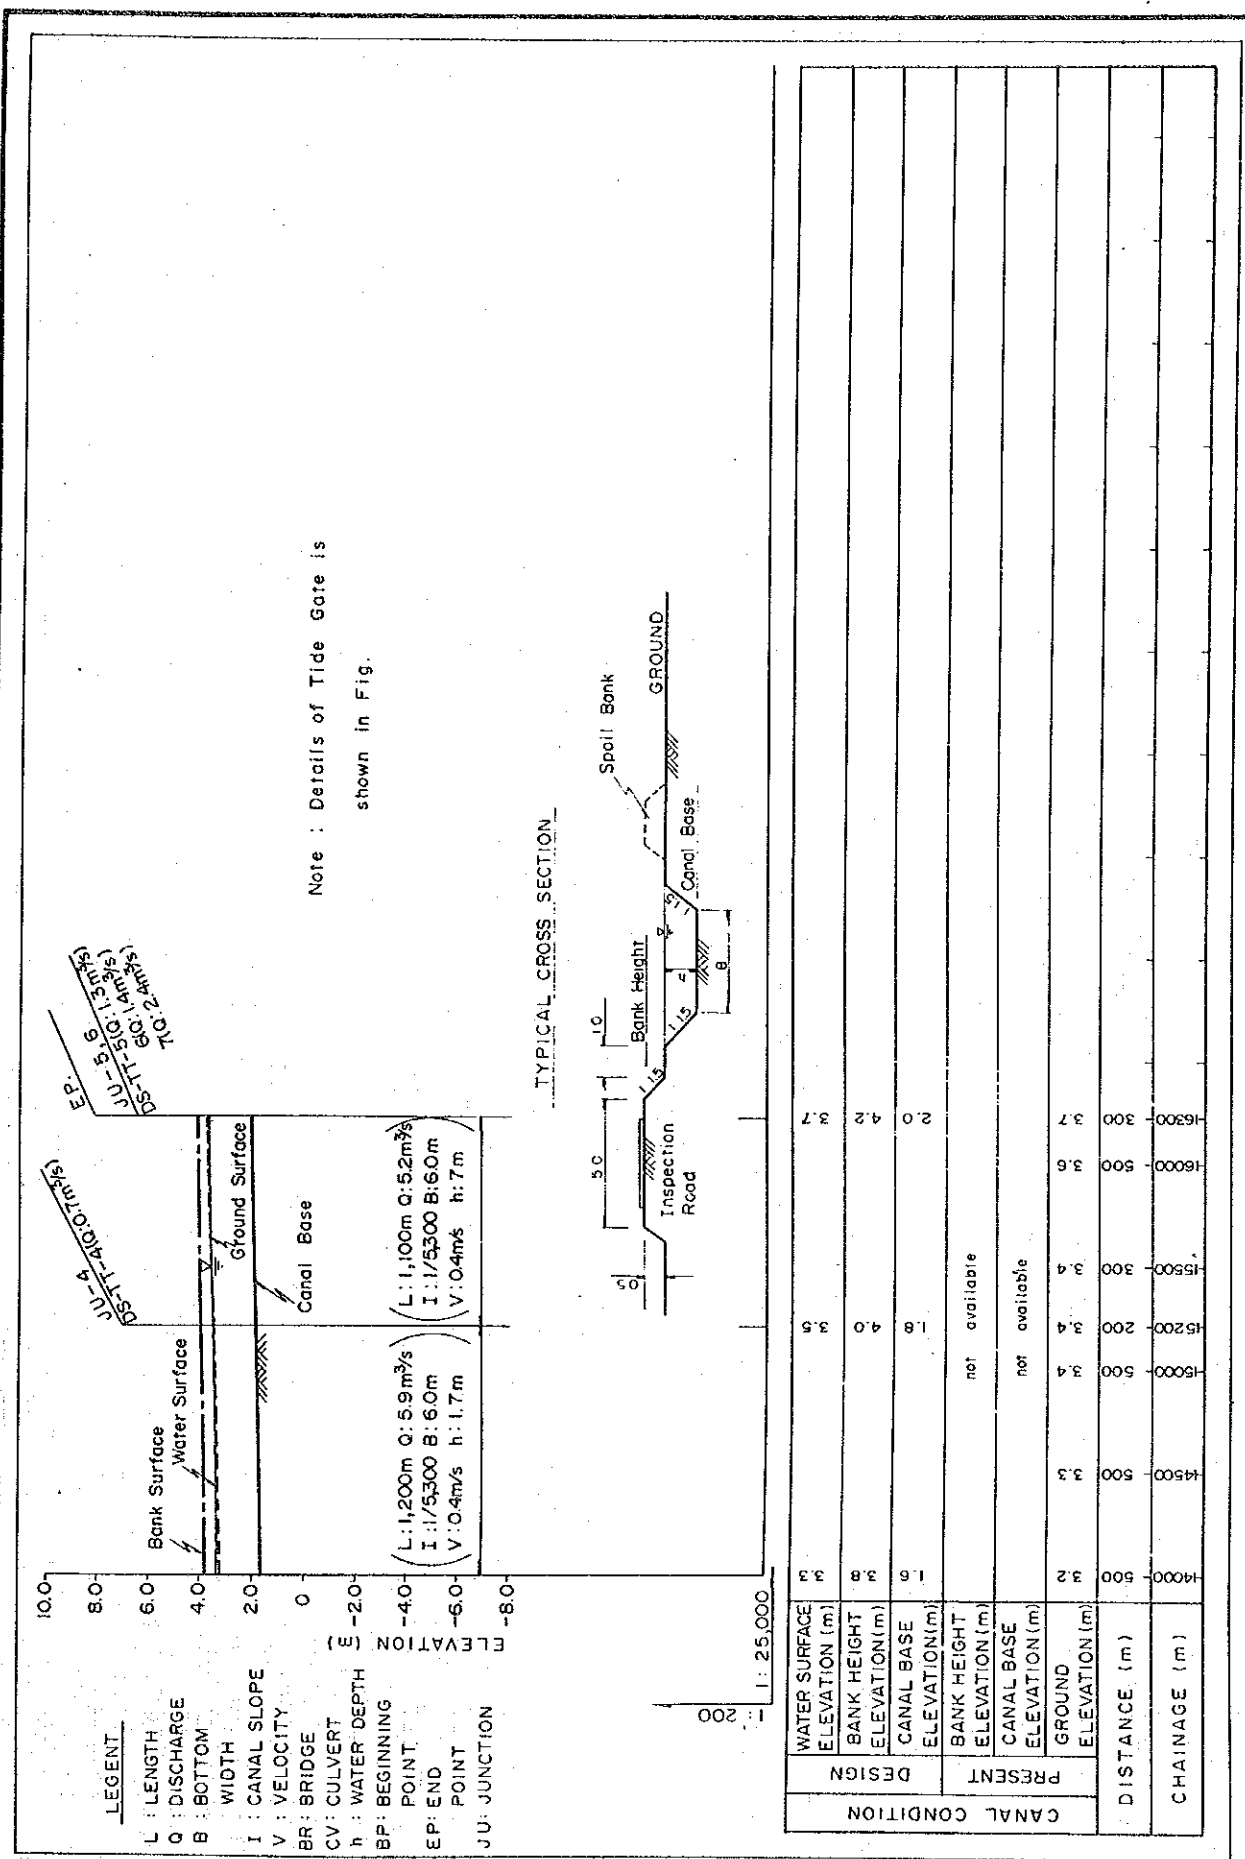 LEGENT
L : LENGTH
Q : DISCHARGE
B : BOTTOM
WIDTH
I : CANAL SLOPE
V : VELOCITY
BR : BRIDGE
CV : CULVERT
h : WATER DEPTH
BP: BEGINNING
POINT
EP: END
POINT
JU: JUNCTION
ELEVATION (m)
10.0
8.0
6.0
4.0
2.0
0
-2.0
-4.0
-6.0
-8.0
Bank Surface
Water Surface
Ground Surface
Canal Base
JU-4
DS-TT-4(Q:0.7m³/s)
EP.
JU-5,6
DS-TT-5(Q:1.3m³/s)
6(Q:1.4m³/s)
7(Q:2.4m³/s)
L:1,200m Q:5.9m³/s
I:1/5,300 B:6.0m
V:0.4m/s h:1.7m
L:1,100m Q:5.2m³/s
I:1/5,300 B:6.0m
V:0.4m/s h:7m
Note : Details of Tide Gate is
shown in Fig.
TYPICAL CROSS SECTION
5.0
1.0
0.5
Inspection
Road
Bank Height
1:1.5
1:1.5
h
B
1:1.5
Canal Base
Spoil Bank
GROUND
1:200
1:25,000
CANAL CONDITION
DESIGN
WATER SURFACE
ELEVATION (m)
3.3
3.5
3.7
BANK HEIGHT
ELEVATION(m)
3.8
4.0
4.2
CANAL BASE
ELEVATION(m)
1.6
1.8
2.0
PRESENT
BANK HEIGHT
ELEVATION(m)
not available
CANAL BASE
ELEVATION(m)
not available
GROUND
ELEVATION(m)
3.2
3.3
3.4
3.4
3.4
3.6
3.7
DISTANCE (m)
500
500
500
200
300
500
300
CHAINAGE (m)
14000
14500
15000
15200
15500
16000
16300